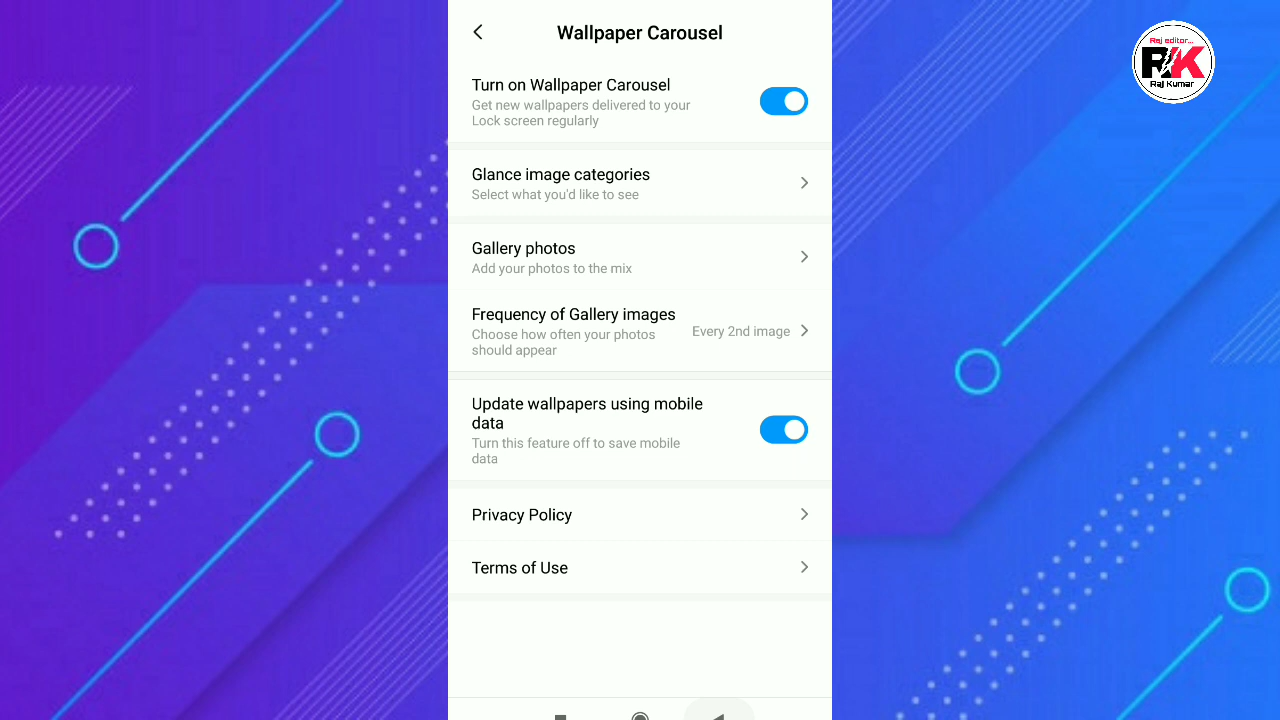 Wallpaper Carousel
Raj editor...
RK
Raj Kumar
Turn on Wallpaper Carousel
Get new wallpapers delivered to your
Lock screen regularly
Glance image categories
Select what you'd like to see
Gallery photos
Add your photos to the mix
Frequency of Gallery images
Choose how often your photos
should appear
Every 2nd image
Update wallpapers using mobile
data
Turn this feature off to save mobile
data
Privacy Policy
Terms of Use